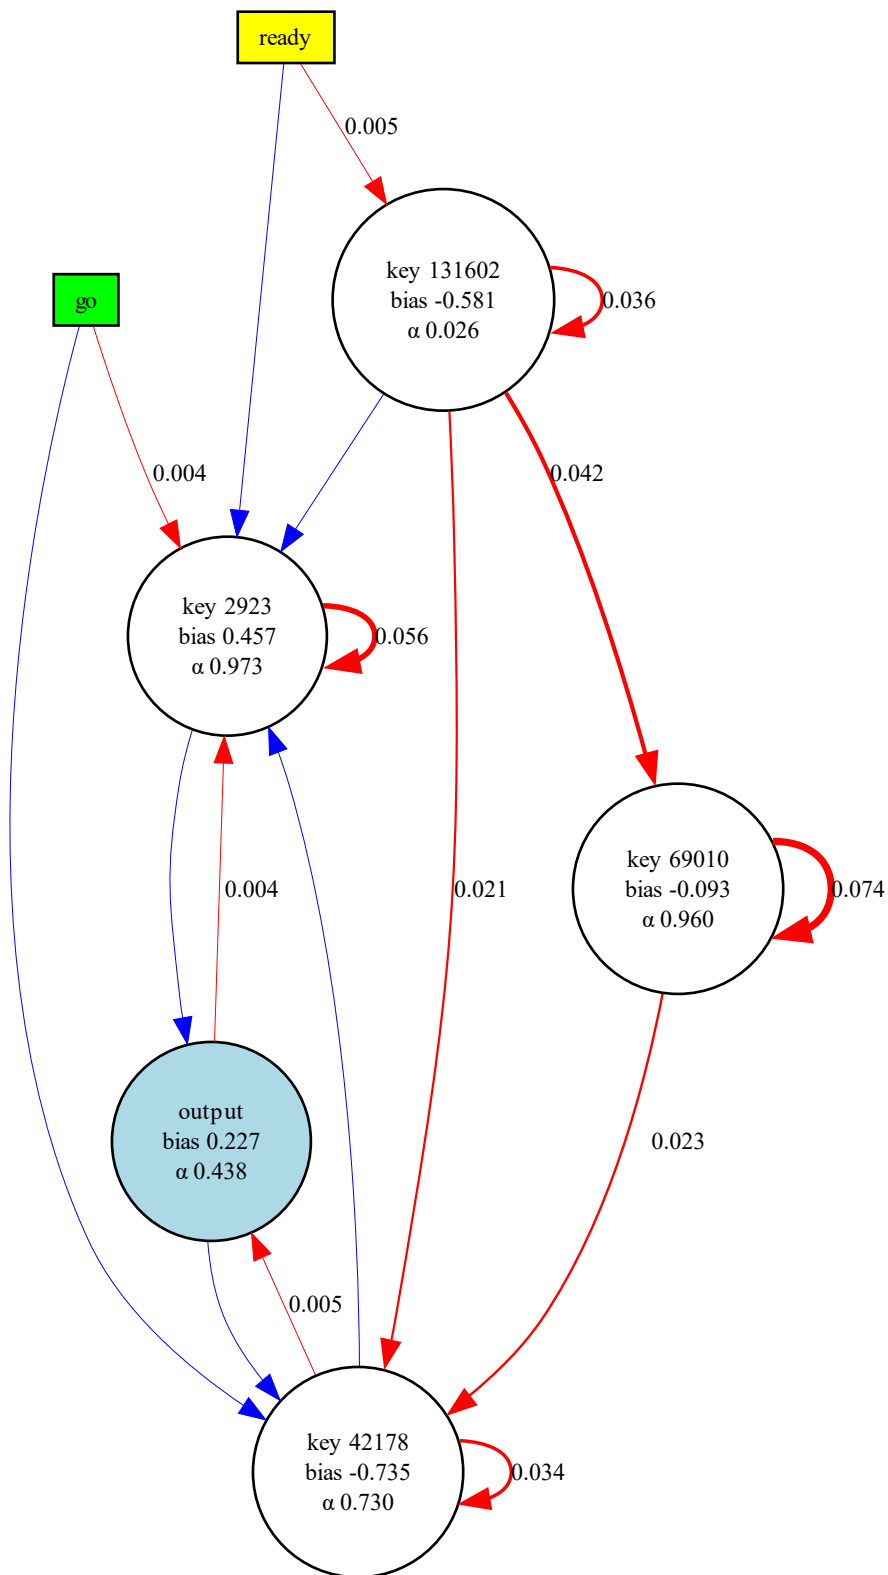 ready
0.005
key 131602
bias -0.581
α 0.026
0.036
go
0.004
0.042
key 2923
bias 0.457
α 0.973
0.056
key 69010
bias -0.093
α 0.960
0.074
0.004
0.021
output
bias 0.227
α 0.438
0.023
0.005
key 42178
bias -0.735
α 0.730
0.034